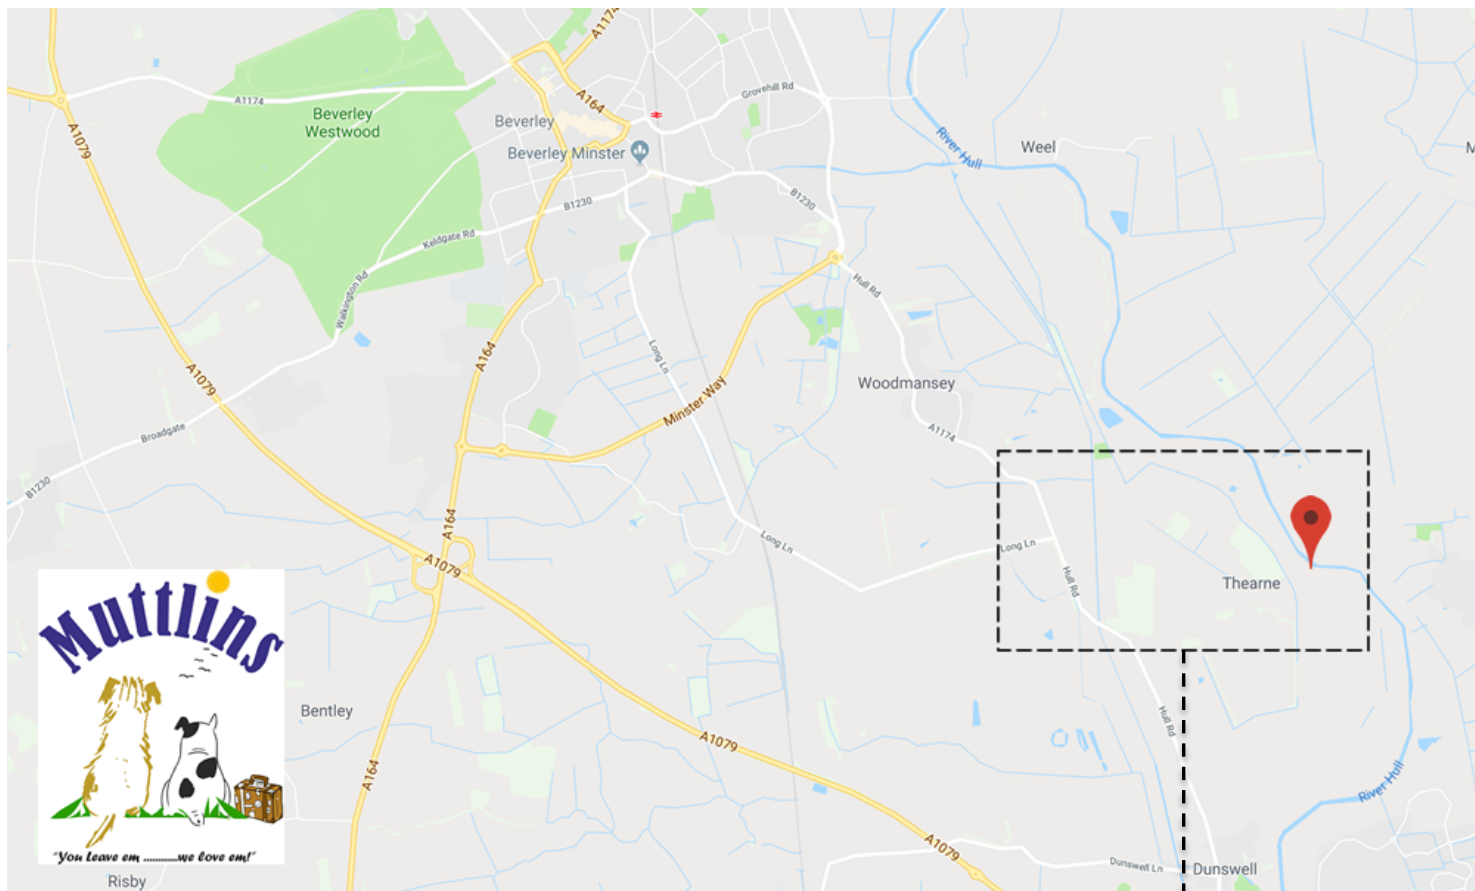 A1174
A1079
A1174
Beverley
Westwood
A164
Grovehill Rd
Beverley
Beverley Minster
River Hull
Weel
M
B1230
B1230
Keldgate Rd
Walkington Rd
Hull Rd
Long Ln
A164
A1079
Minster Way
Woodmansey
A1174
Broadgate
B1230
A164
Long Ln
Long Ln
A1079
Hull Rd
Thearne
Muttlins
Bentley
Hull Rd
A1079
A164
River Hull
A1079
"You Leave em ............we love em!"
Dunswell Ln
Dunswell
Risby